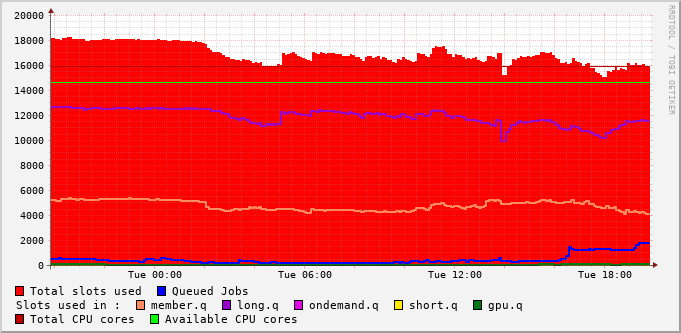 20000
18000
16000
14000
12000
10000
8000
6000
4000
2000
0
Tue 00:00 Tue 06:00 Tue 12:00 Tue 18:00
Total slots used Queued Jobs
Slots used in : member.q long.q ondemand.q short.q gpu.q
Total CPU cores Available CPU cores
RRDTOOL / TOBI OETIKER